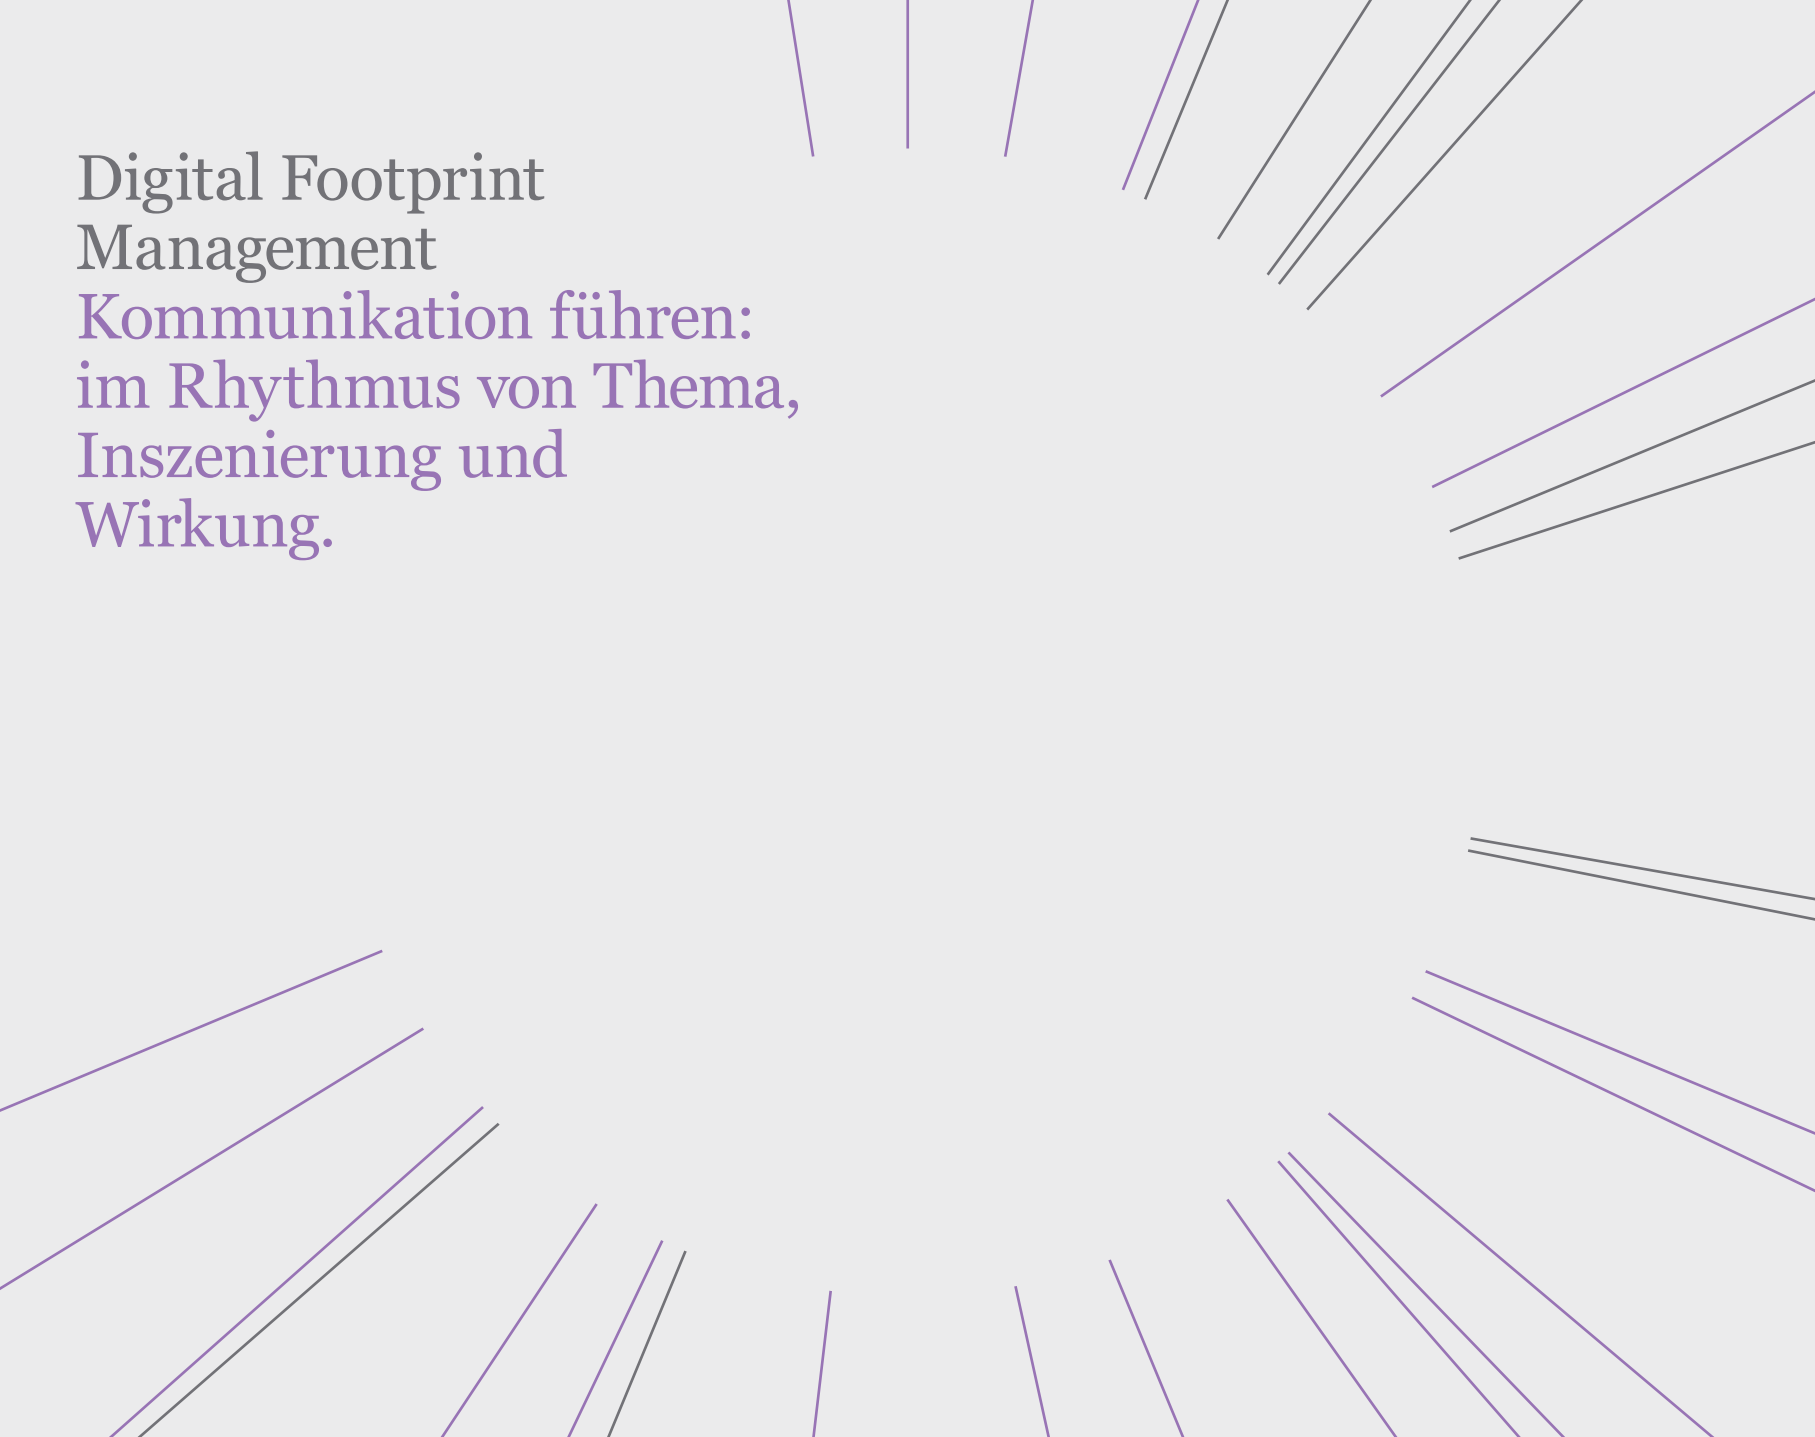 Digital Footprint
Management
Kommunikation führen:
im Rhythmus von Thema,
Inszenierung und
Wirkung.